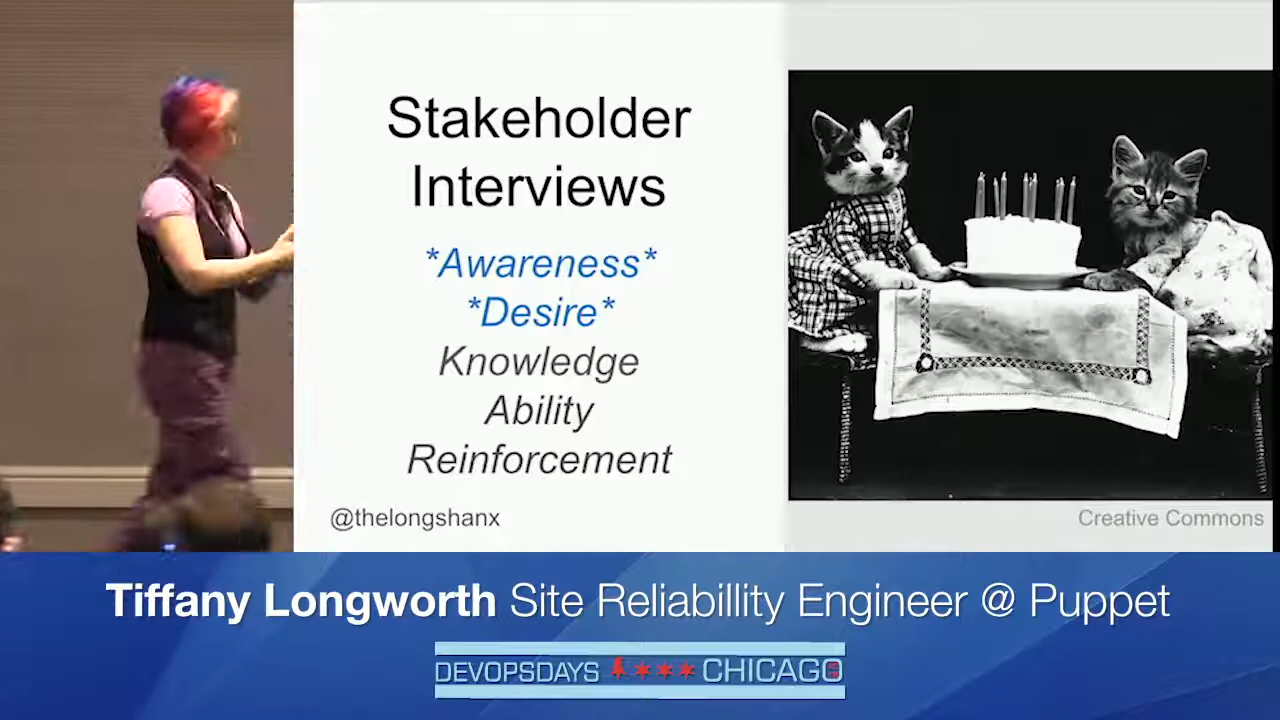 Stakeholder
Interviews
*Awareness*
*Desire*
Knowledge
Ability
Reinforcement
@thelongshanx
Creative Commons
Tiffany Longworth Site Reliabillity Engineer @ Puppet
DEVOPSDAYS CHICAGO